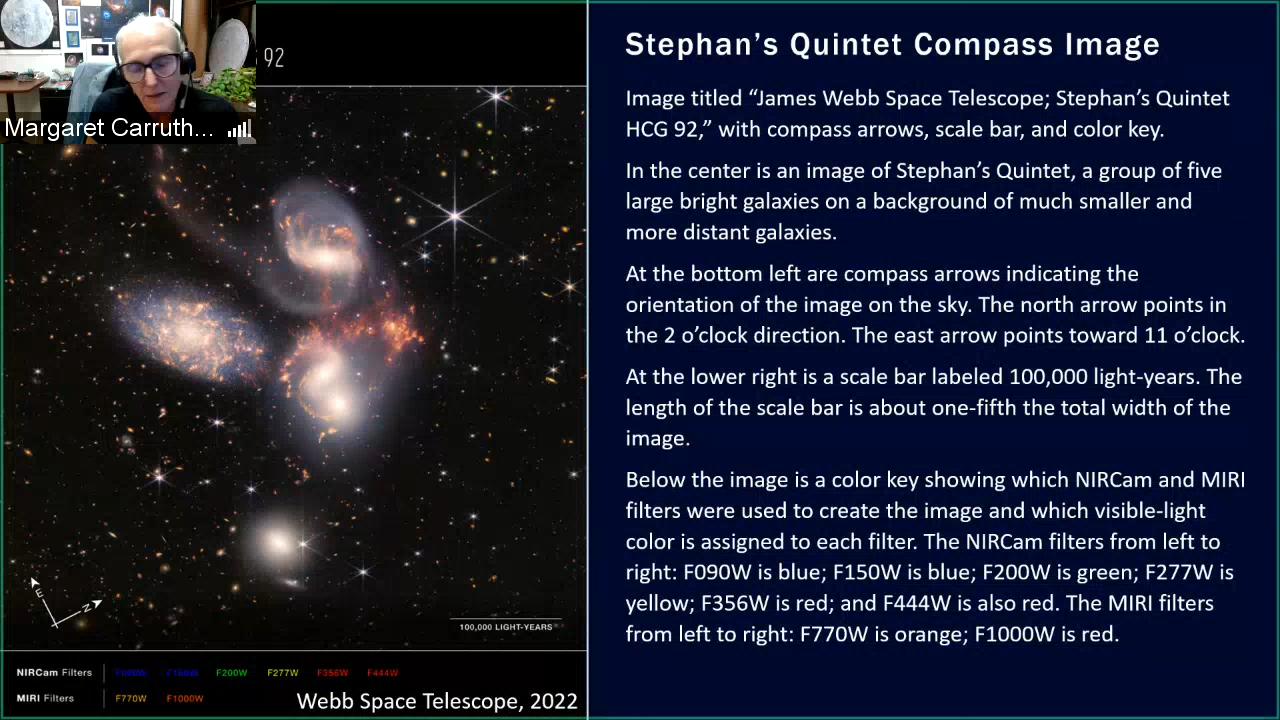 92
Margaret Carruth...
E
N
100,000 LIGHT-YEARS
NIRCam Filters F090W F150W F200W F277W F356W F444W
MIRI Filters F770W F1000W
Webb Space Telescope, 2022
Stephan's Quintet Compass Image
Image titled “James Webb Space Telescope; Stephan's Quintet
HCG 92,” with compass arrows, scale bar, and color key.
In the center is an image of Stephan's Quintet, a group of five
large bright galaxies on a background of much smaller and
more distant galaxies.
At the bottom left are compass arrows indicating the
orientation of the image on the sky. The north arrow points in
the 2 o'clock direction. The east arrow points toward 11 o'clock.
At the lower right is a scale bar labeled 100,000 light-years. The
length of the scale bar is about one-fifth the total width of the
image.
Below the image is a color key showing which NIRCam and MIRI
filters were used to create the image and which visible-light
color is assigned to each filter. The NIRCam filters from left to
right: F090W is blue; F150W is blue; F200W is green; F277W is
yellow; F356W is red; and F444W is also red. The MIRI filters
from left to right: F770W is orange; F1000W is red.